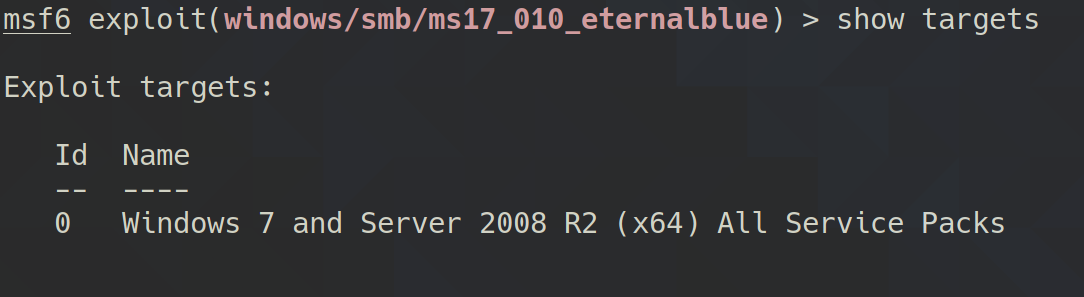 msf6 exploit(windows/smb/ms17_010_eternalblue) > show targets
Exploit targets:
Id Name
-- ----
0 Windows 7 and Server 2008 R2 (x64) All Service Packs